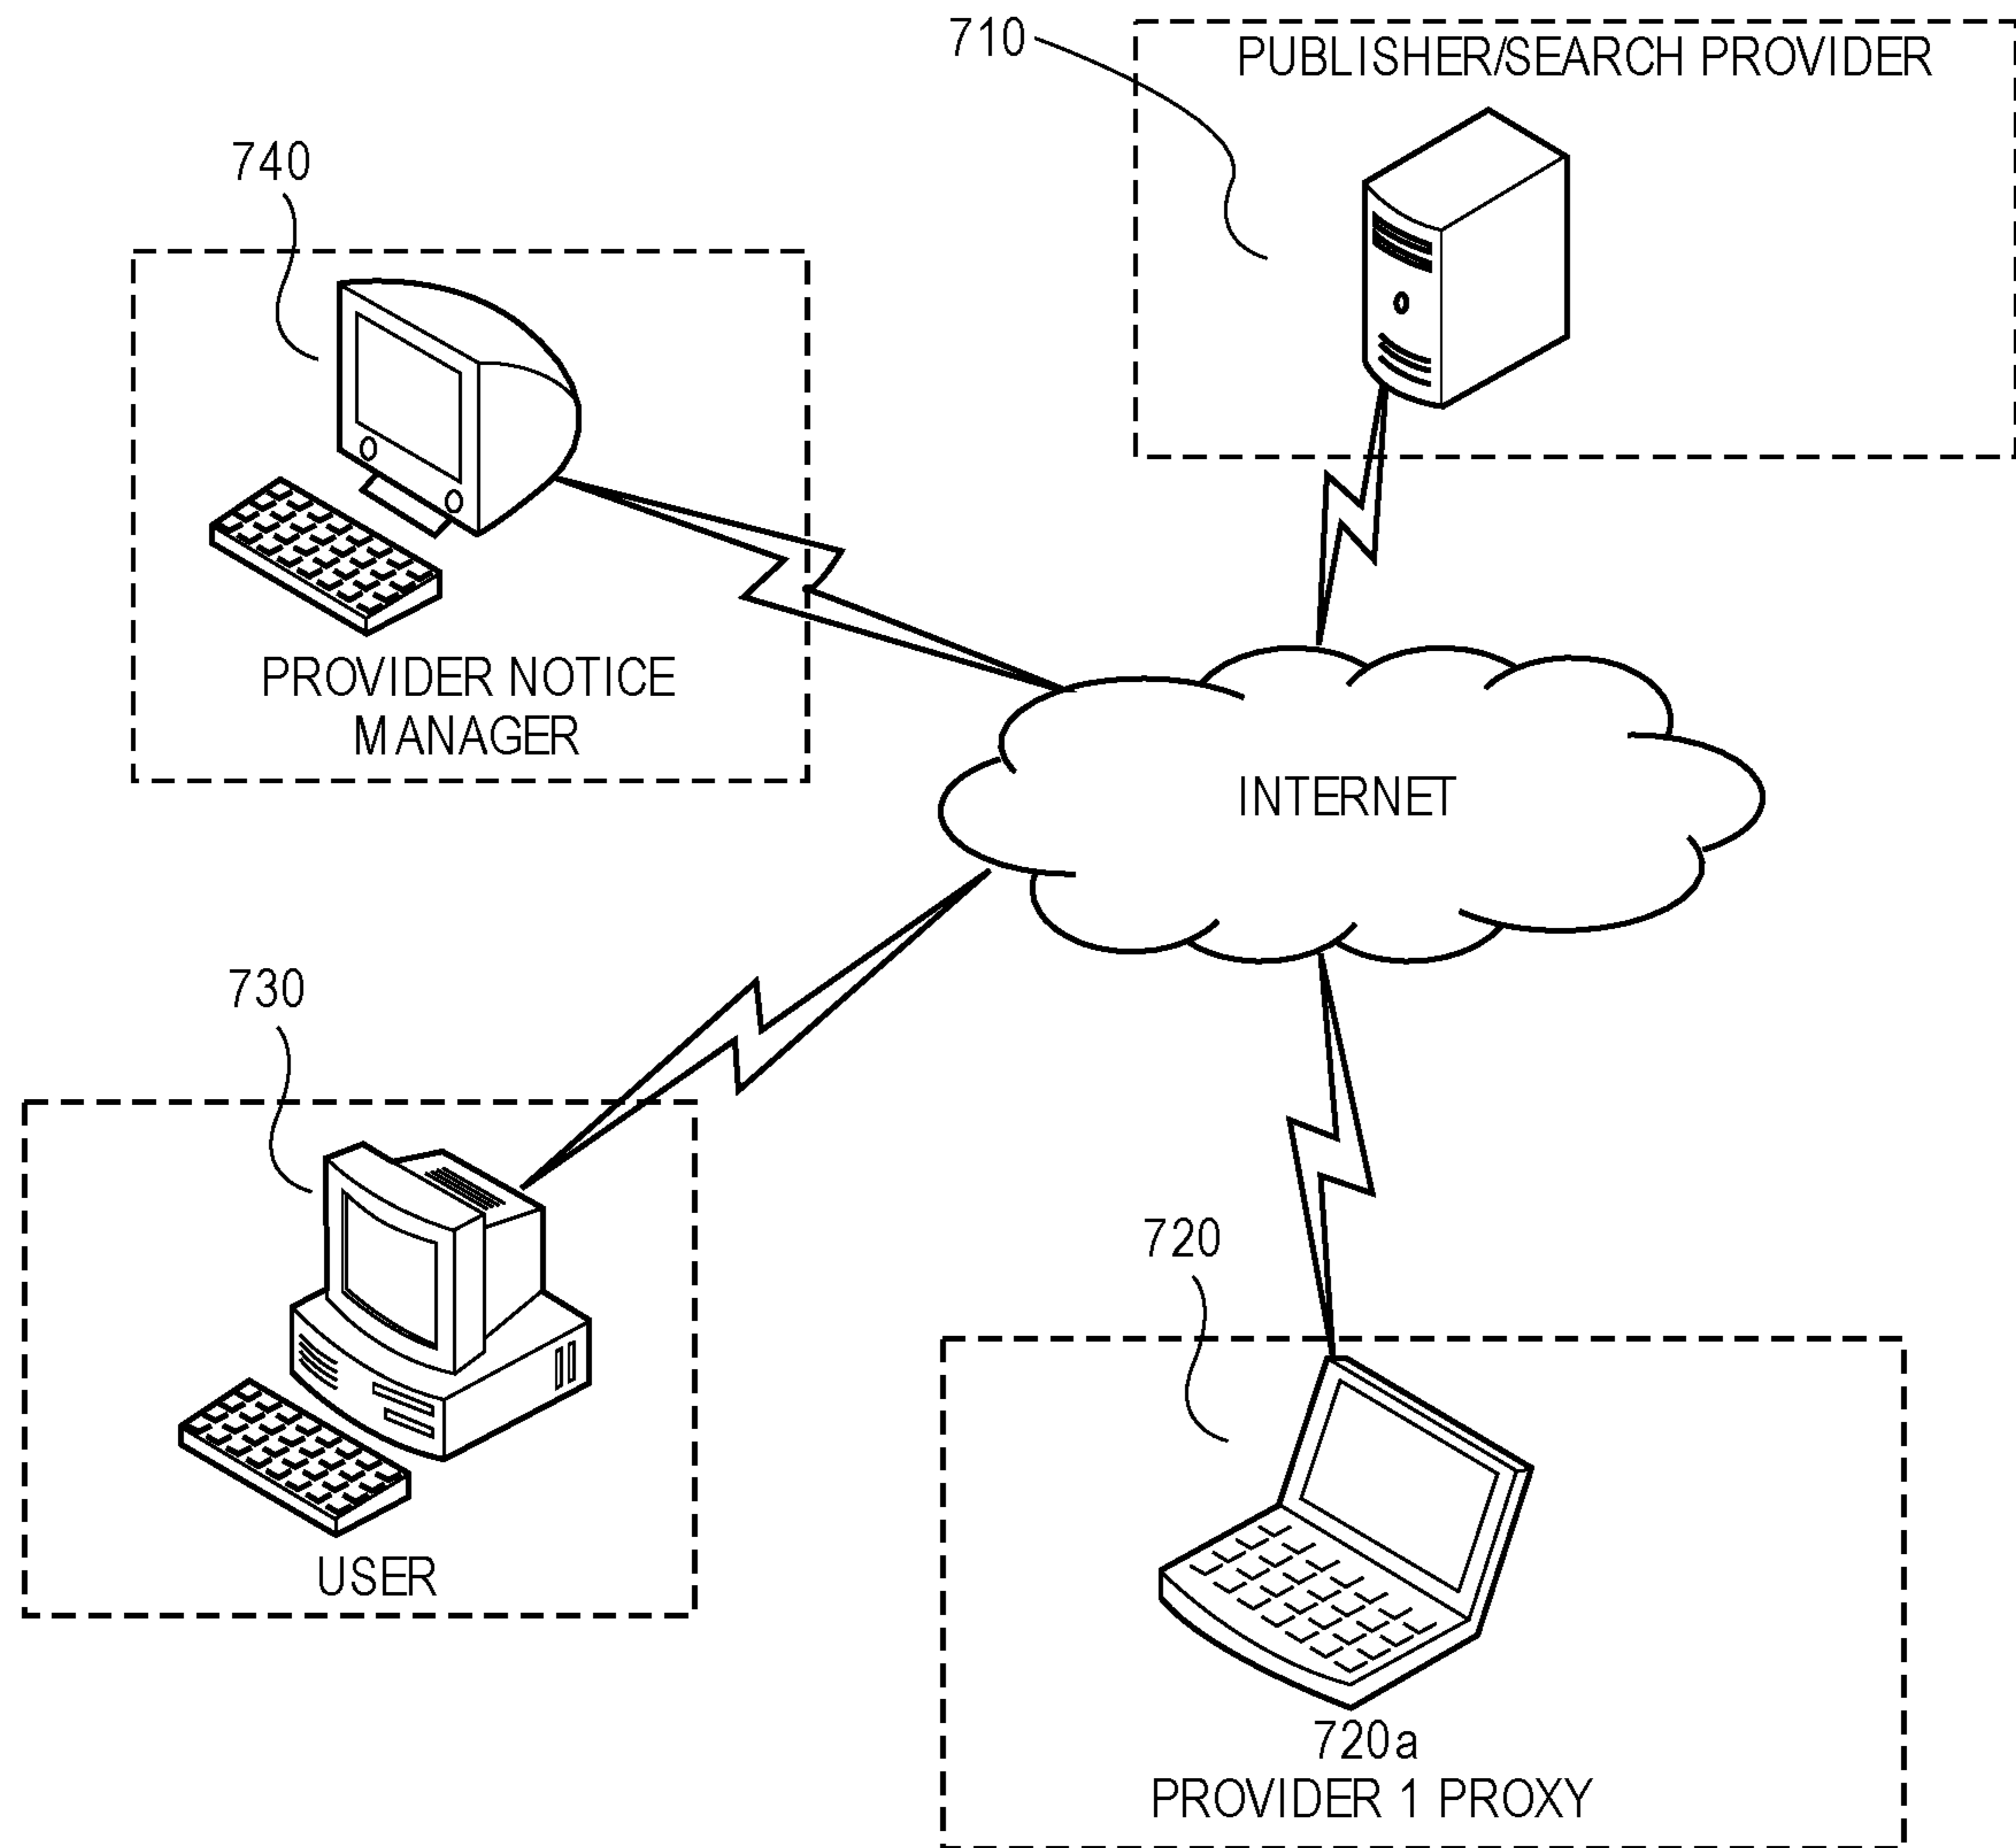 710
PUBLISHER/SEARCH PROVIDER
740
PROVIDER NOTICE
MANAGER
INTERNET
730
USER
720
720a
PROVIDER 1 PROXY